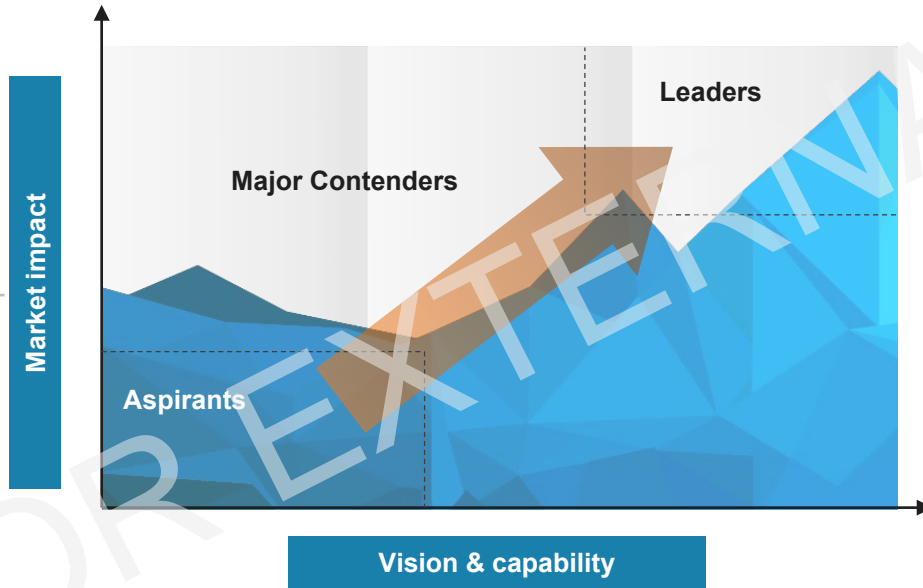 Leaders
Major Contenders
Market impact
Aspirants
Vision & capability
OR EXTERNA